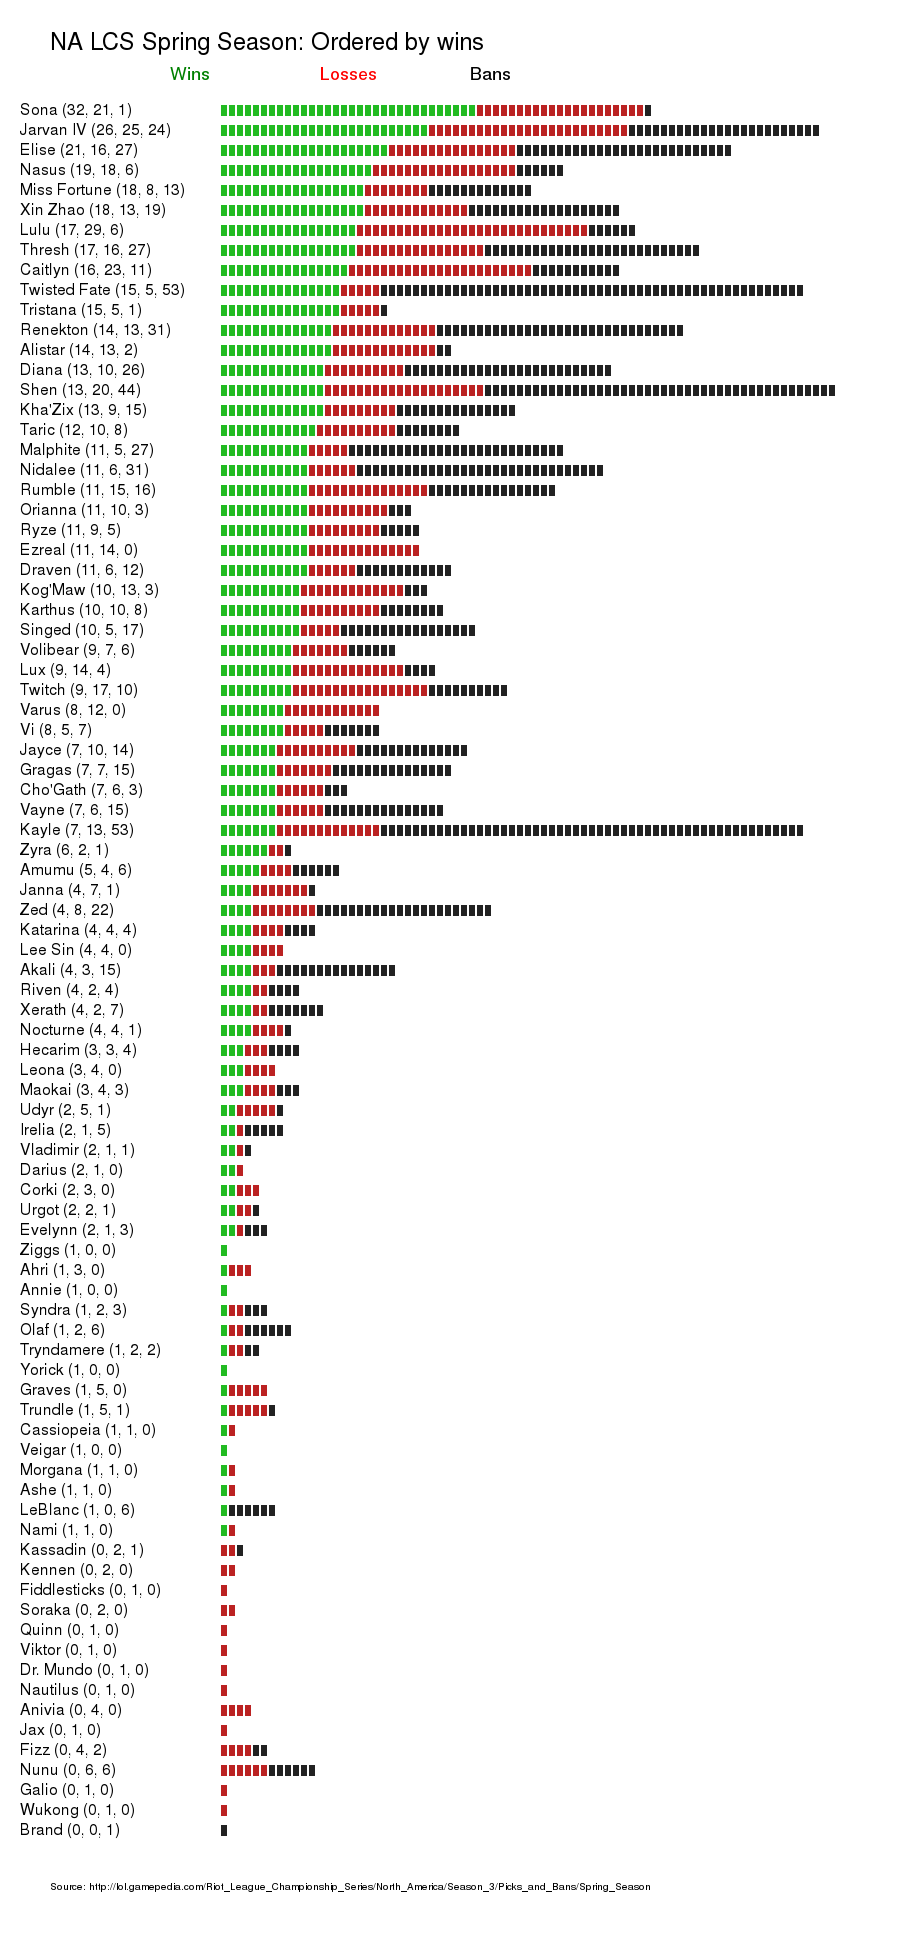 NA LCS Spring Season: Ordered by wins
Wins Losses Bans
Sona (32, 21, 1)
Jarvan IV (26, 25, 24)
Elise (21, 16, 27)
Nasus (19, 18, 6)
Miss Fortune (18, 8, 13)
Xin Zhao (18, 13, 19)
Lulu (17, 29, 6)
Thresh (17, 16, 27)
Caitlyn (16, 23, 11)
Twisted Fate (15, 5, 53)
Tristana (15, 5, 1)
Renekton (14, 13, 31)
Alistar (14, 13, 2)
Diana (13, 10, 26)
Shen (13, 20, 44)
Kha'Zix (13, 9, 15)
Taric (12, 10, 8)
Malphite (11, 5, 27)
Nidalee (11, 6, 31)
Rumble (11, 15, 16)
Orianna (11, 10, 3)
Ryze (11, 9, 5)
Ezreal (11, 14, 0)
Draven (11, 6, 12)
Kog'Maw (10, 13, 3)
Karthus (10, 10, 8)
Singed (10, 5, 17)
Volibear (9, 7, 6)
Lux (9, 14, 4)
Twitch (9, 17, 10)
Varus (8, 12, 0)
Vi (8, 5, 7)
Jayce (7, 10, 14)
Gragas (7, 7, 15)
Cho'Gath (7, 6, 3)
Vayne (7, 6, 15)
Kayle (7, 13, 53)
Zyra (6, 2, 1)
Amumu (5, 4, 6)
Janna (4, 7, 1)
Zed (4, 8, 22)
Katarina (4, 4, 4)
Lee Sin (4, 4, 0)
Akali (4, 3, 15)
Riven (4, 2, 4)
Xerath (4, 2, 7)
Nocturne (4, 4, 1)
Hecarim (3, 3, 4)
Leona (3, 4, 0)
Maokai (3, 4, 3)
Udyr (2, 5, 1)
Irelia (2, 1, 5)
Vladimir (2, 1, 1)
Darius (2, 1, 0)
Corki (2, 3, 0)
Urgot (2, 2, 1)
Evelynn (2, 1, 3)
Ziggs (1, 0, 0)
Ahri (1, 3, 0)
Annie (1, 0, 0)
Syndra (1, 2, 3)
Olaf (1, 2, 6)
Tryndamere (1, 2, 2)
Yorick (1, 0, 0)
Graves (1, 5, 0)
Trundle (1, 5, 1)
Cassiopeia (1, 1, 0)
Veigar (1, 0, 0)
Morgana (1, 1, 0)
Ashe (1, 1, 0)
LeBlanc (1, 0, 6)
Nami (1, 1, 0)
Kassadin (0, 2, 1)
Kennen (0, 2, 0)
Fiddlesticks (0, 1, 0)
Soraka (0, 2, 0)
Quinn (0, 1, 0)
Viktor (0, 1, 0)
Dr. Mundo (0, 1, 0)
Nautilus (0, 1, 0)
Anivia (0, 4, 0)
Jax (0, 1, 0)
Fizz (0, 4, 2)
Nunu (0, 6, 6)
Galio (0, 1, 0)
Wukong (0, 1, 0)
Brand (0, 0, 1)
Source: http://lol.gamepedia.com/Riot_League_Championship_Series/North_America/Season_3/Picks_and_Bans/Spring_Season